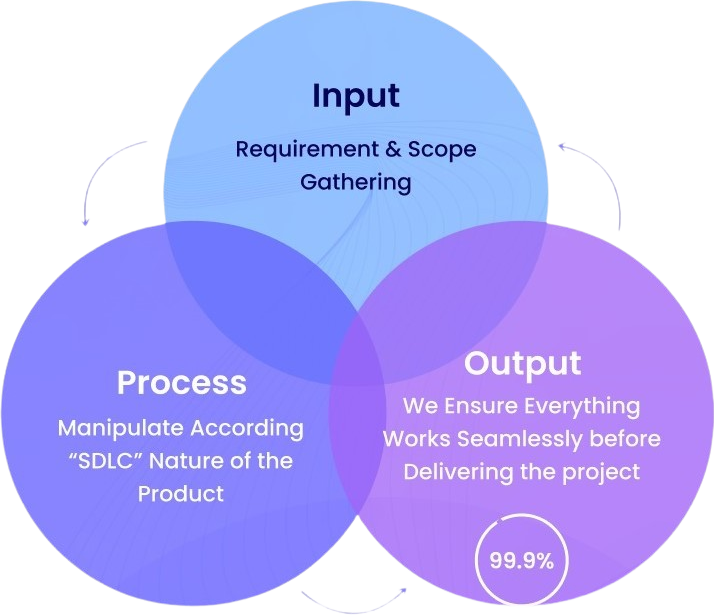 Input
Requirement & Scope
Gathering
Process
Manipulate According
“SDLC” Nature of the
Product
Output
We Ensure Everything
Works Seamlessly before
Delivering the project
99.9%